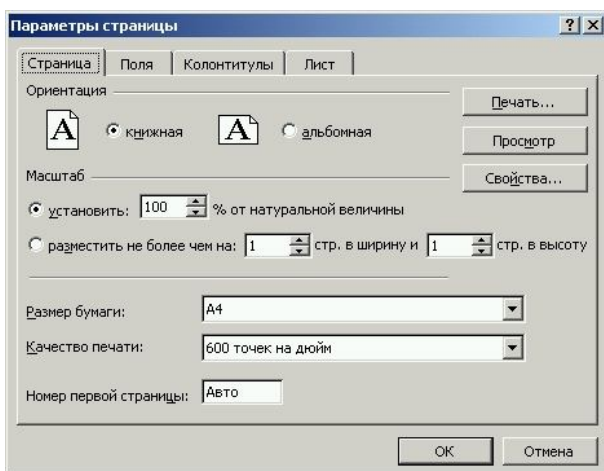 Параметры страницы
Страница Поля Колонтитулы Лист
Ориентация
A книжная A альбомная
Печать...
Просмотр
Масштаб
Свойства...
установить: 100 % от натуральной величины
разместить не более чем на: 1 стр. в ширину и 1 стр. в высоту
Размер бумаги: A4
Качество печати: 600 точек на дюйм
Номер первой страницы: Авто
ОК Отмена